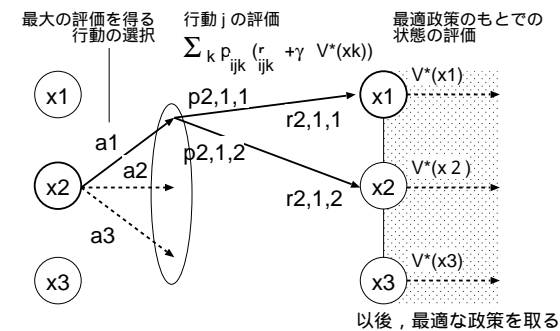 最大の評価を得る
行動の選択
行動 j の評価
Σ k p ijk (r ijk +γ V*(xk))
最適政策のもとでの
状態の評価
x1
x2
x3
a1
a2
a3
p2,1,1
p2,1,2
r2,1,1
r2,1,2
x1
x2
x3
V*(x1)
V*(x 2 )
V*(x3)
以後 , 最適な政策を取る